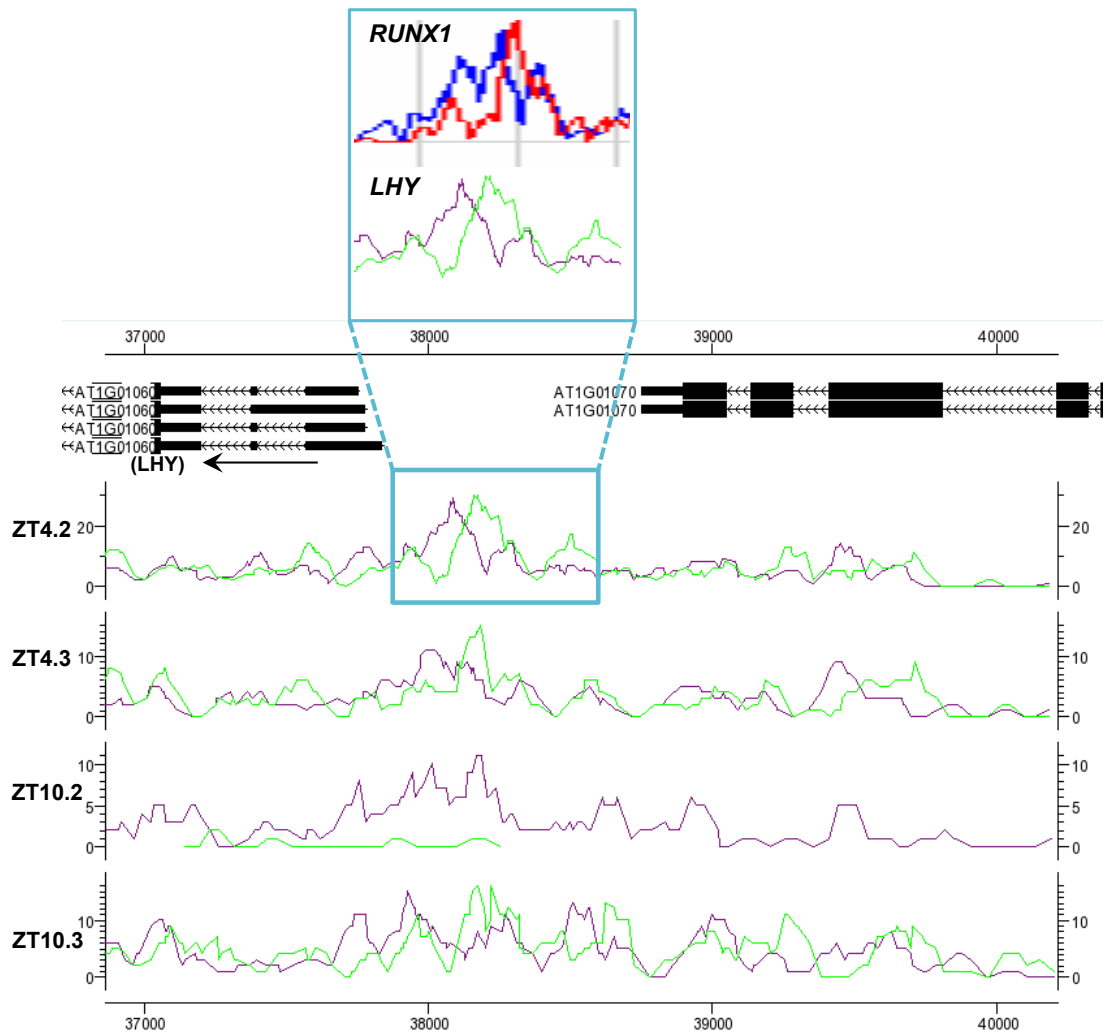 RUNX1
LHY
37000 38000 39000 40000
AT1G01060 AT1G01070
AT1G01060 AT1G01070
AT1G01060
AT1G01060
(LHY)
ZT4.2
20 20
0 0
ZT4.3
10 10
0 0
ZT10.2
10 10
5 5
0 0
ZT10.3
10 10
0 0
37000 38000 39000 40000